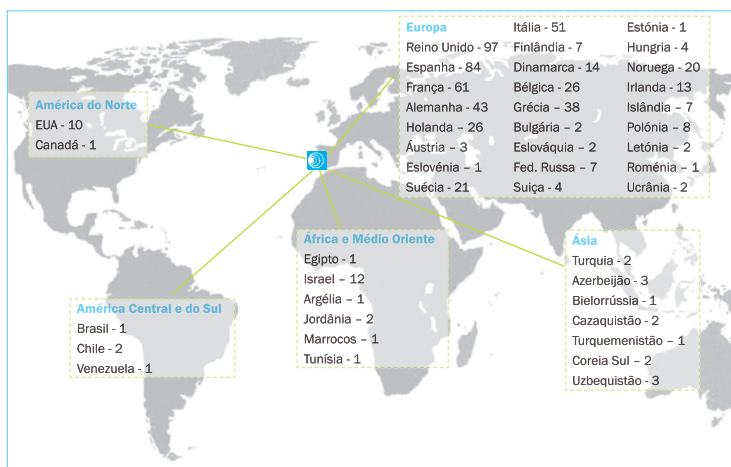 Europa
Reino Unido - 97
Espanha - 84
França - 61
Alemanha - 43
Holanda – 26
Áustria – 3
Eslovénia – 1
Suécia - 21
Itália - 51
Finlândia - 7
Dinamarca - 14
Bélgica - 26
Grécia - 38
Bulgária – 2
Eslováquia – 2
Fed. Russa – 7
Suiça - 4
Estónia - 1
Hungria - 4
Noruega - 20
Irlanda - 13
Islândia – 7
Polónia – 8
Letónia – 2
Roménia – 1
Ucrânia - 2
América do Norte
EUA - 10
Canadá - 1
África e Médio Oriente
Egipto - 1
Israel – 12
Argélia – 1
Jordânia – 2
Marrocos – 1
Tunísia - 1
Ásia
Turquia - 2
Azerbeijão - 3
Bielorrússia - 1
Cazaquistão - 2
Turquemenistão – 1
Coreia Sul – 2
Uzbequistão - 3
América Central e do Sul
Brasil - 1
Chile - 2
Venezuela - 1